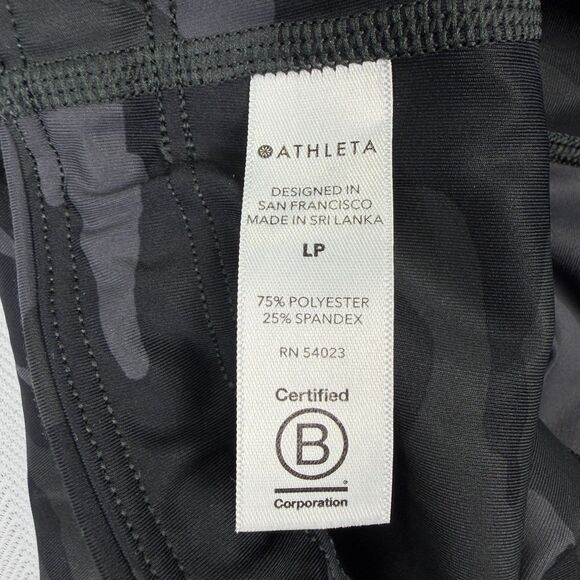 ATHLETA
DESIGNED IN
SAN FRANCISCO
MADE IN SRI LANKA
LP
75% POLYESTER
25% SPANDEX
RN 54023
Certified
B
®
Corporation